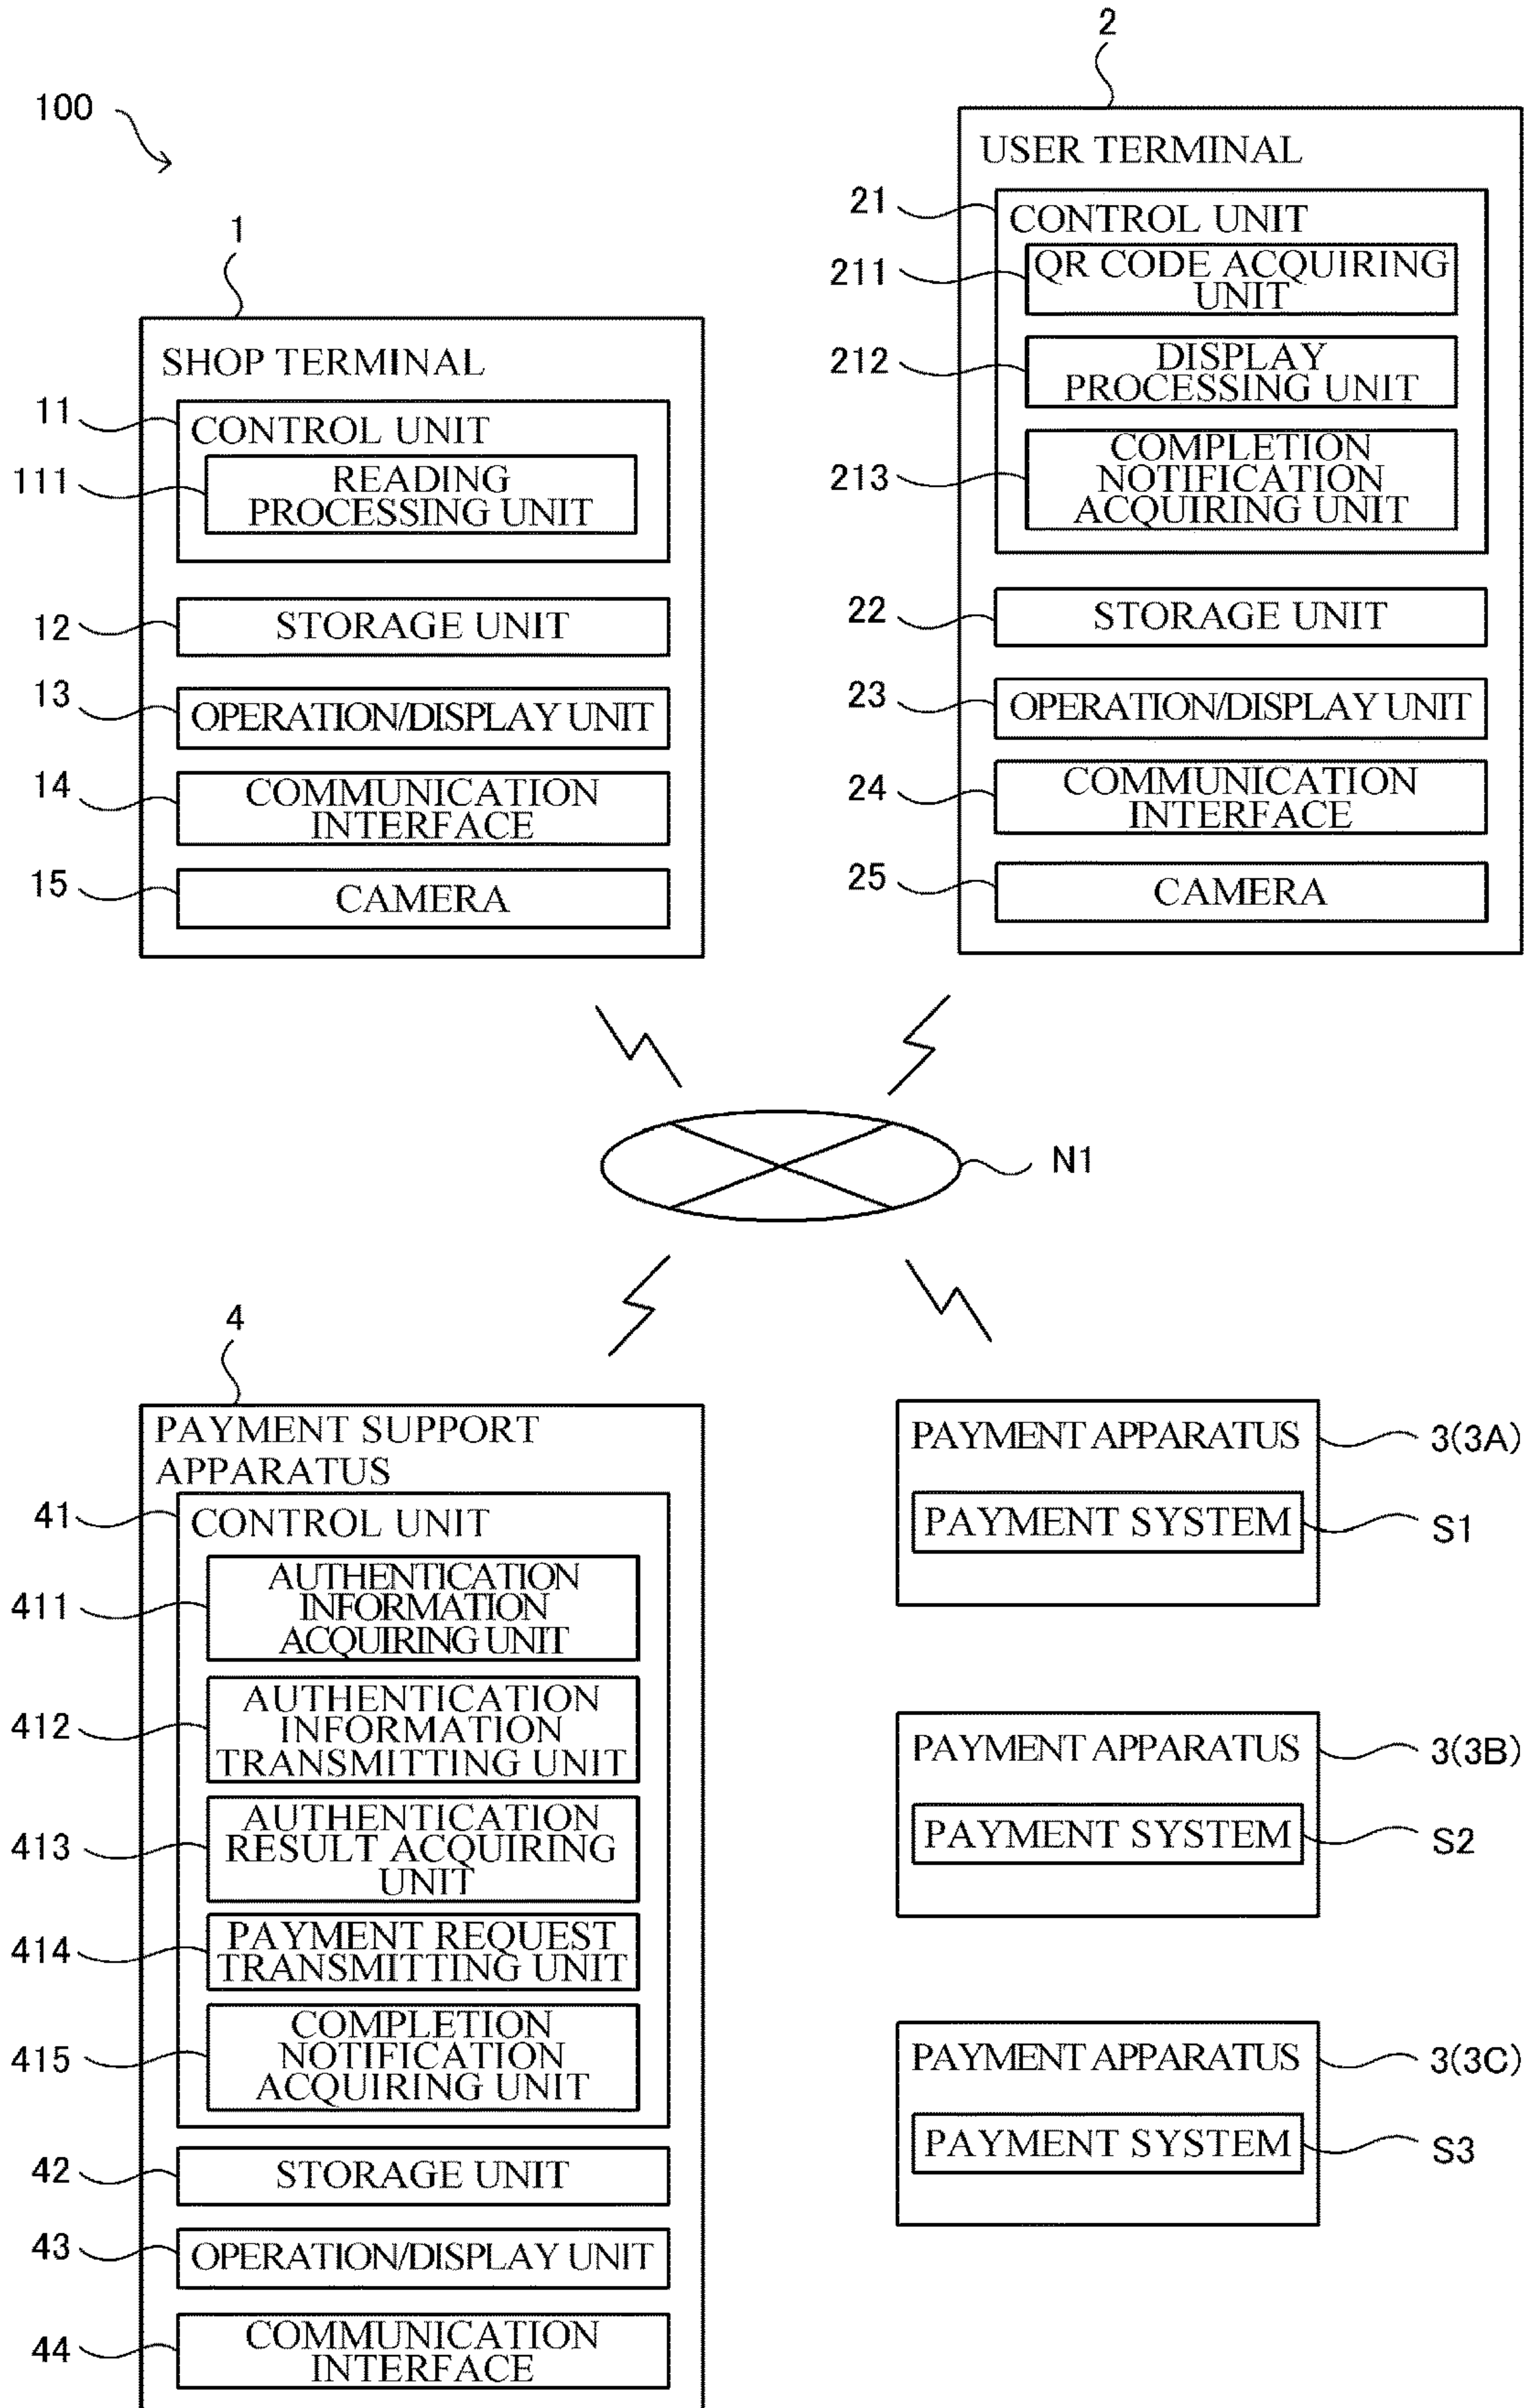 100
1
SHOP TERMINAL
11
CONTROL UNIT
111
READING
PROCESSING UNIT
12
STORAGE UNIT
13
OPERATION/DISPLAY UNIT
14
COMMUNICATION
INTERFACE
15
CAMERA
2
USER TERMINAL
21
CONTROL UNIT
211
QR CODE ACQUIRING
UNIT
212
DISPLAY
PROCESSING UNIT
213
COMPLETION
NOTIFICATION
ACQUIRING UNIT
22
STORAGE UNIT
23
OPERATION/DISPLAY UNIT
24
COMMUNICATION
INTERFACE
25
CAMERA
N1
4
PAYMENT SUPPORT
APPARATUS
41
CONTROL UNIT
411
AUTHENTICATION
INFORMATION
ACQUIRING UNIT
412
AUTHENTICATION
INFORMATION
TRANSMITTING UNIT
413
AUTHENTICATION
RESULT ACQUIRING
UNIT
414
PAYMENT REQUEST
TRANSMITTING UNIT
415
COMPLETION
NOTIFICATION
ACQUIRING UNIT
42
STORAGE UNIT
43
OPERATION/DISPLAY UNIT
44
COMMUNICATION
INTERFACE
PAYMENT APPARATUS
3(3A)
PAYMENT SYSTEM
S1
PAYMENT APPARATUS
3(3B)
PAYMENT SYSTEM
S2
PAYMENT APPARATUS
3(3C)
PAYMENT SYSTEM
S3